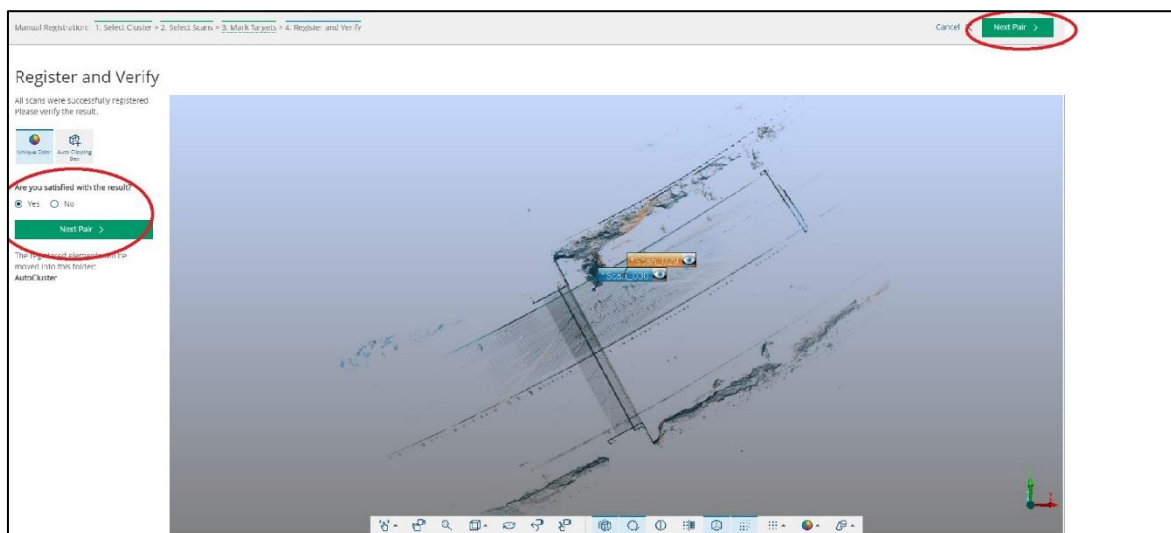 Manual Registration: 1. Select Cluster > 2. Select Scans > 3. Mark Targets > 4. Register and Verify
Cancel
Next Pair >
Register and Verify
All scans were successfully registered.
Please verify the result.
Unique Color
Auto Clipping
Box
Are you satisfied with the result?
Yes No
Next Pair >
The registered elements will be
moved into this folder:
AutoCluster